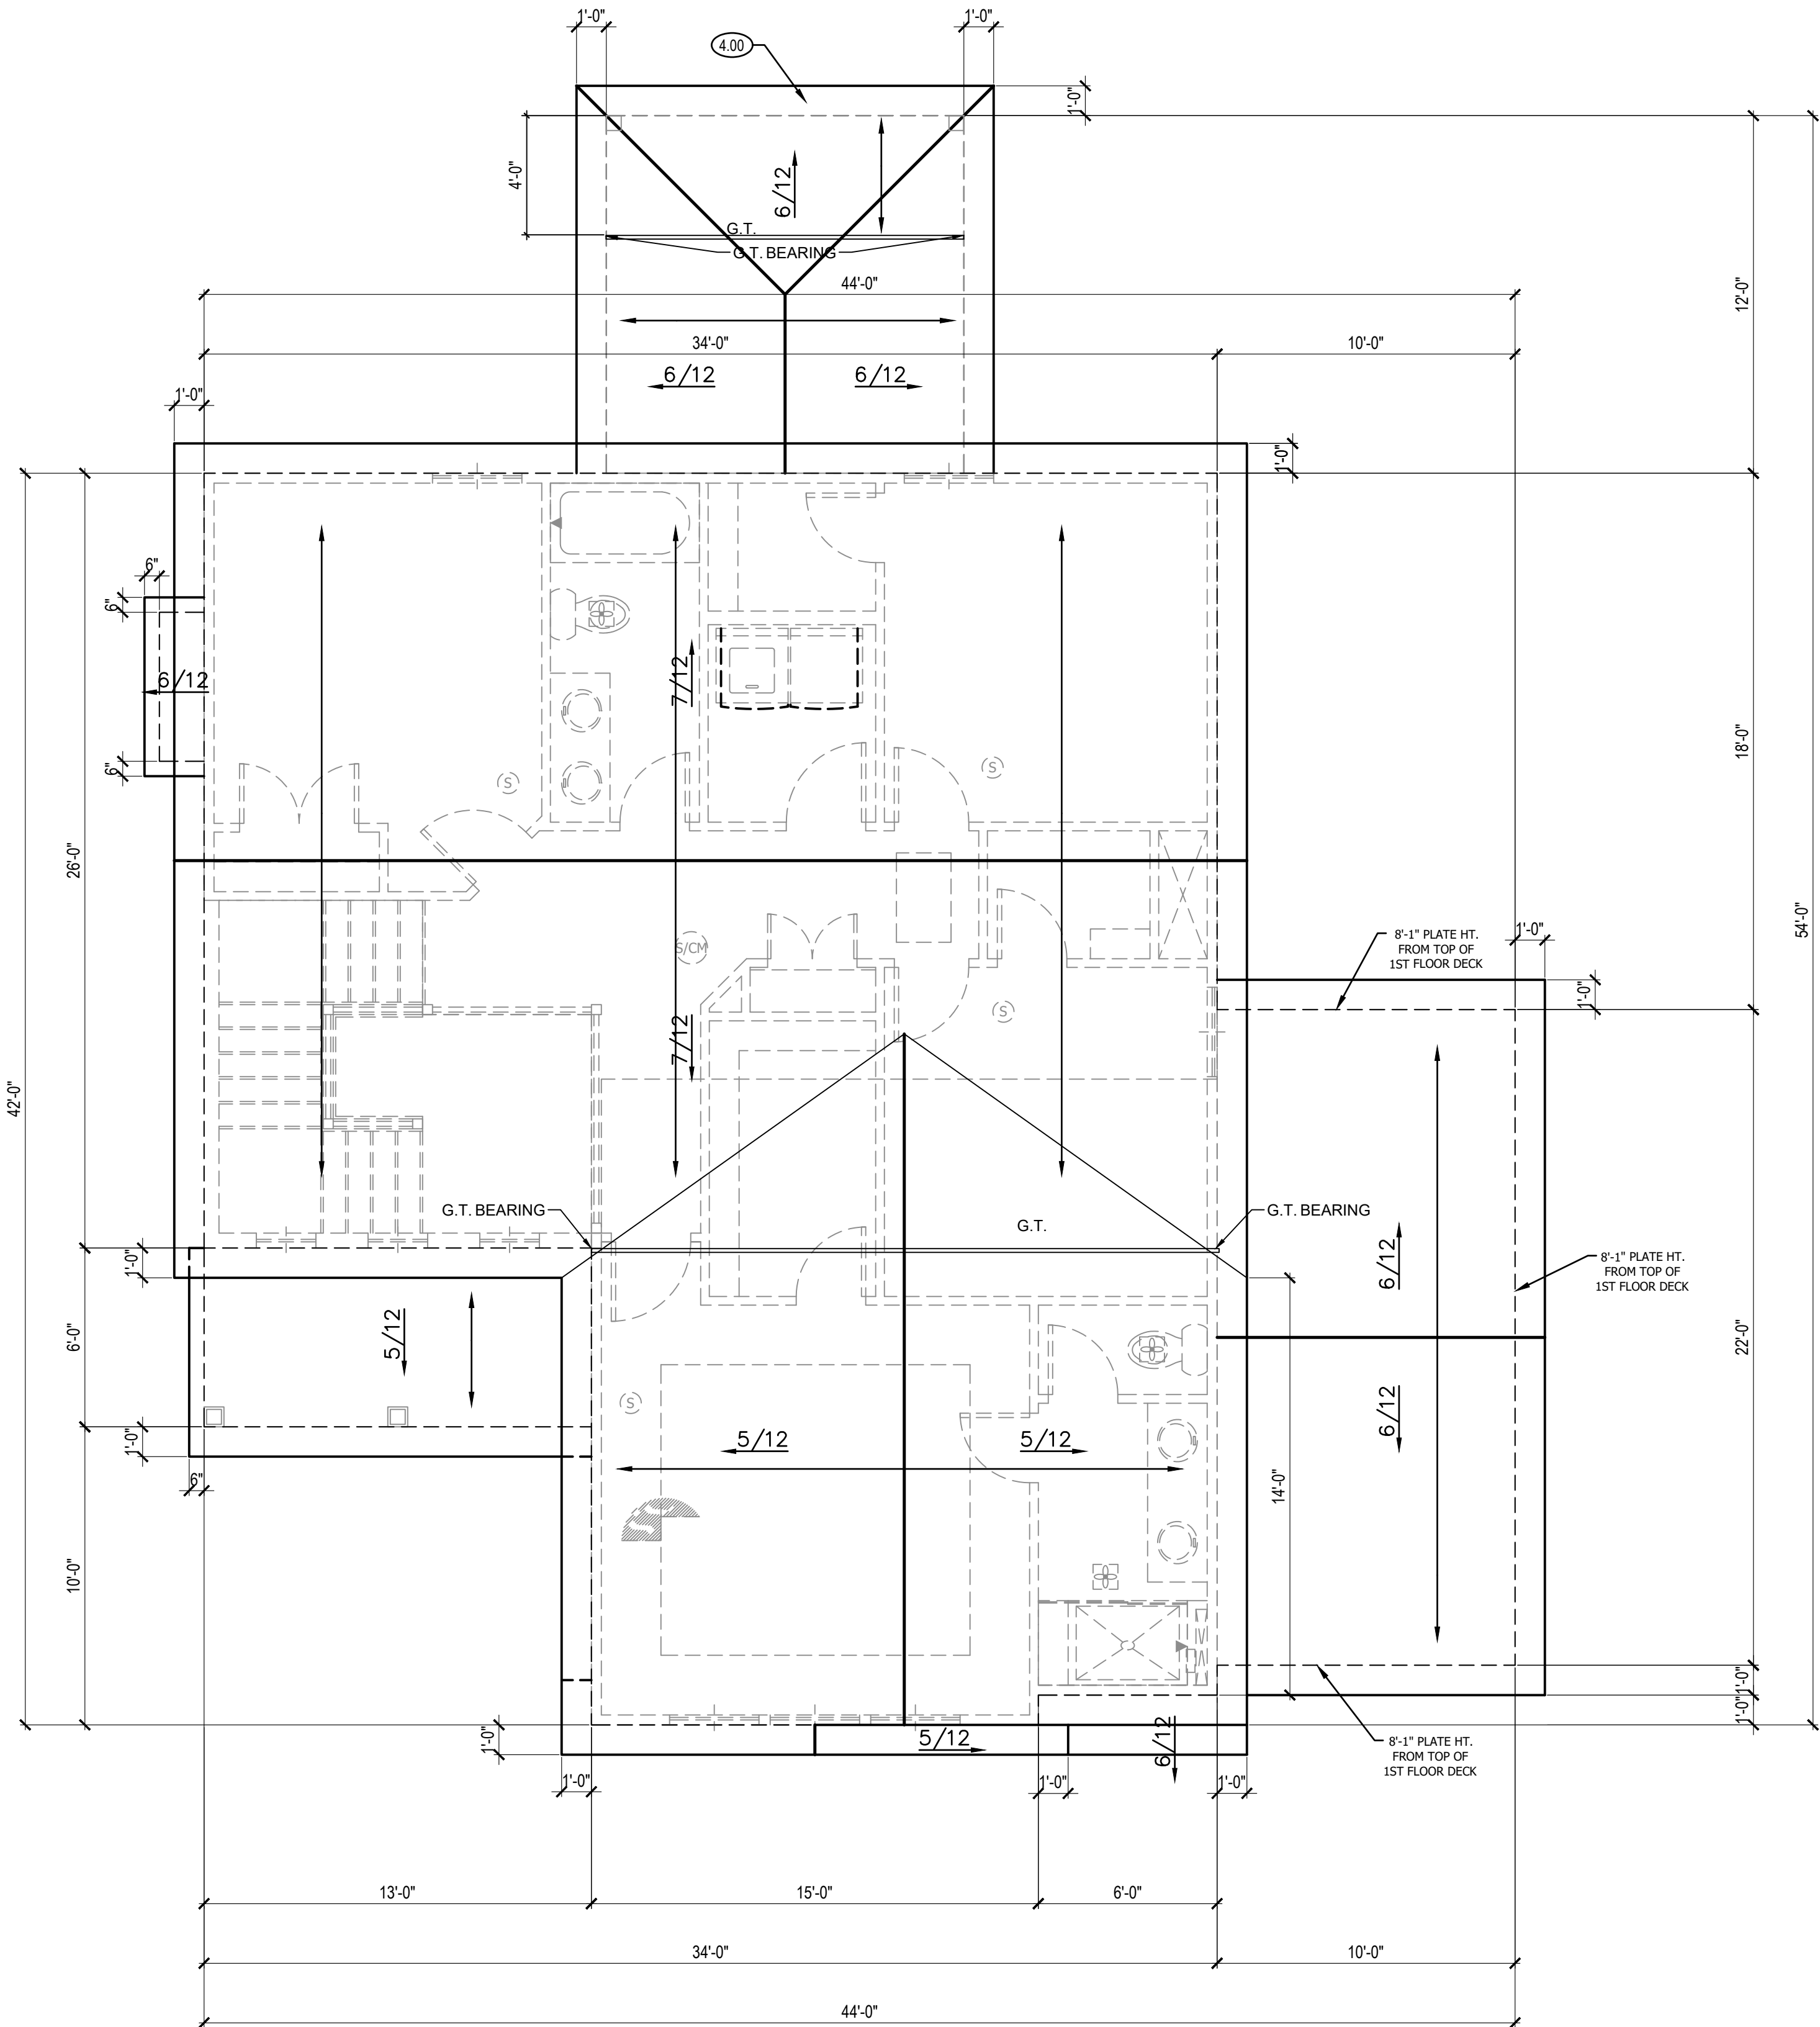 1'-0"
1'-0"
4.00
1'-0"
4'-0"
6/12
G.T.
G.T. BEARING
44'-0"
12'-0"
34'-0"
10'-0"
6/12
6/12
1'-0"
1'-0"
6"
6"
6/12
7/12
6"
S
S
18'-0"
26'-0"
54'-0"
S/CM
8'-1" PLATE HT.
FROM TOP OF
1ST FLOOR DECK
1'-0"
1'-0"
S
7/12
42'-0"
G.T. BEARING
G.T.
G.T. BEARING
1'-0"
6/12
8'-1" PLATE HT.
FROM TOP OF
1ST FLOOR DECK
5/12
6'-0"
22'-0"
S
6/12
5/12
5/12
1'-0"
6"
14'-0"
10'-0"
1'-0"
1'-0"
1'-0"
5/12
6/12
8'-1" PLATE HT.
FROM TOP OF
1ST FLOOR DECK
1'-0"
1'-0"
1'-0"
13'-0"
15'-0"
6'-0"
34'-0"
10'-0"
44'-0"